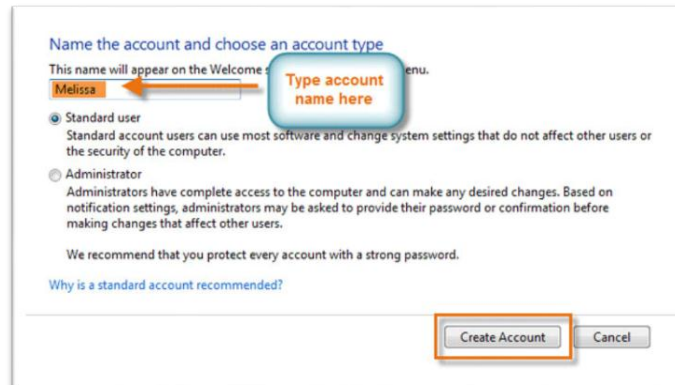 Name the account and choose an account type
This name will appear on the Welcome s enu.
Type account
name here
Melissa
Standard user
Standard account users can use most software and change system settings that do not affect other users or
the security of the computer.
Administrator
Administrators have complete access to the computer and can make any desired changes. Based on
notification settings, administrators may be asked to provide their password or confirmation before
making changes that affect other users.
We recommend that you protect every account with a strong password.
Why is a standard account recommended?
Create Account Cancel